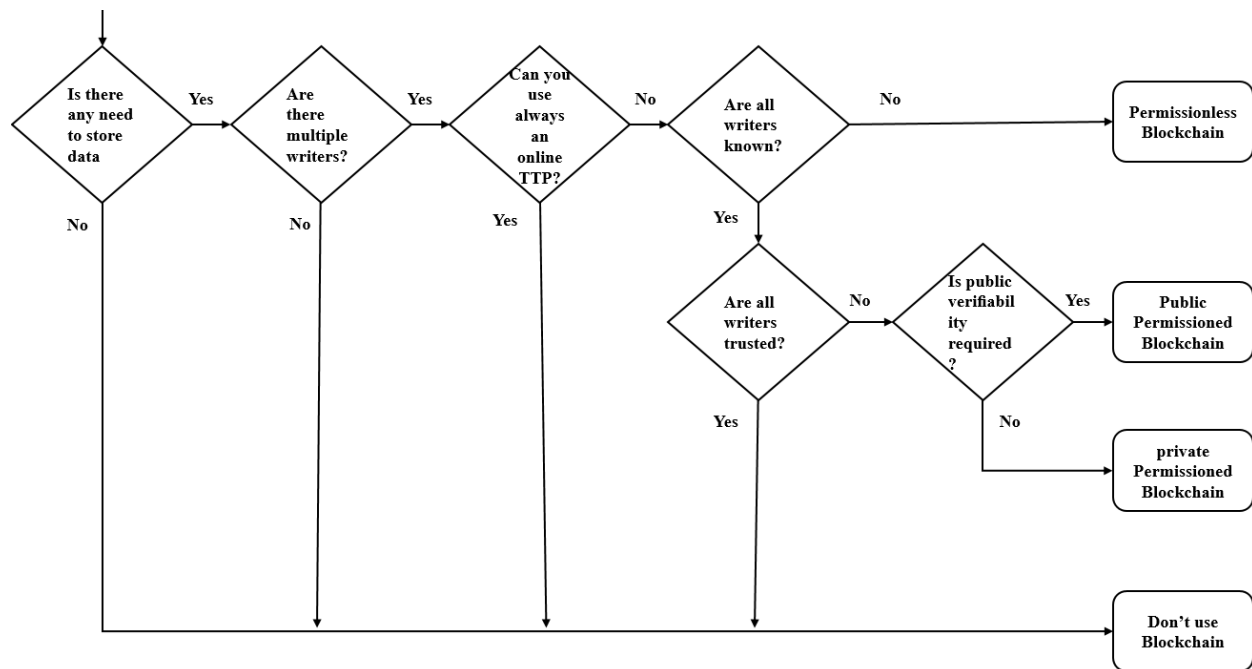 Is there
any need
to store
data
Yes
No
Are
there
multiple
writers?
Yes
No
Can you
use
always
an
online
TTP?
No
Yes
Are all
writers
known?
No
Yes
Permissionless
Blockchain
Are all
writers
trusted?
No
Yes
Is public
verifiabil
ity
required
?
Yes
No
Public
Permissioned
Blockchain
private
Permissioned
Blockchain
Don’t use
Blockchain